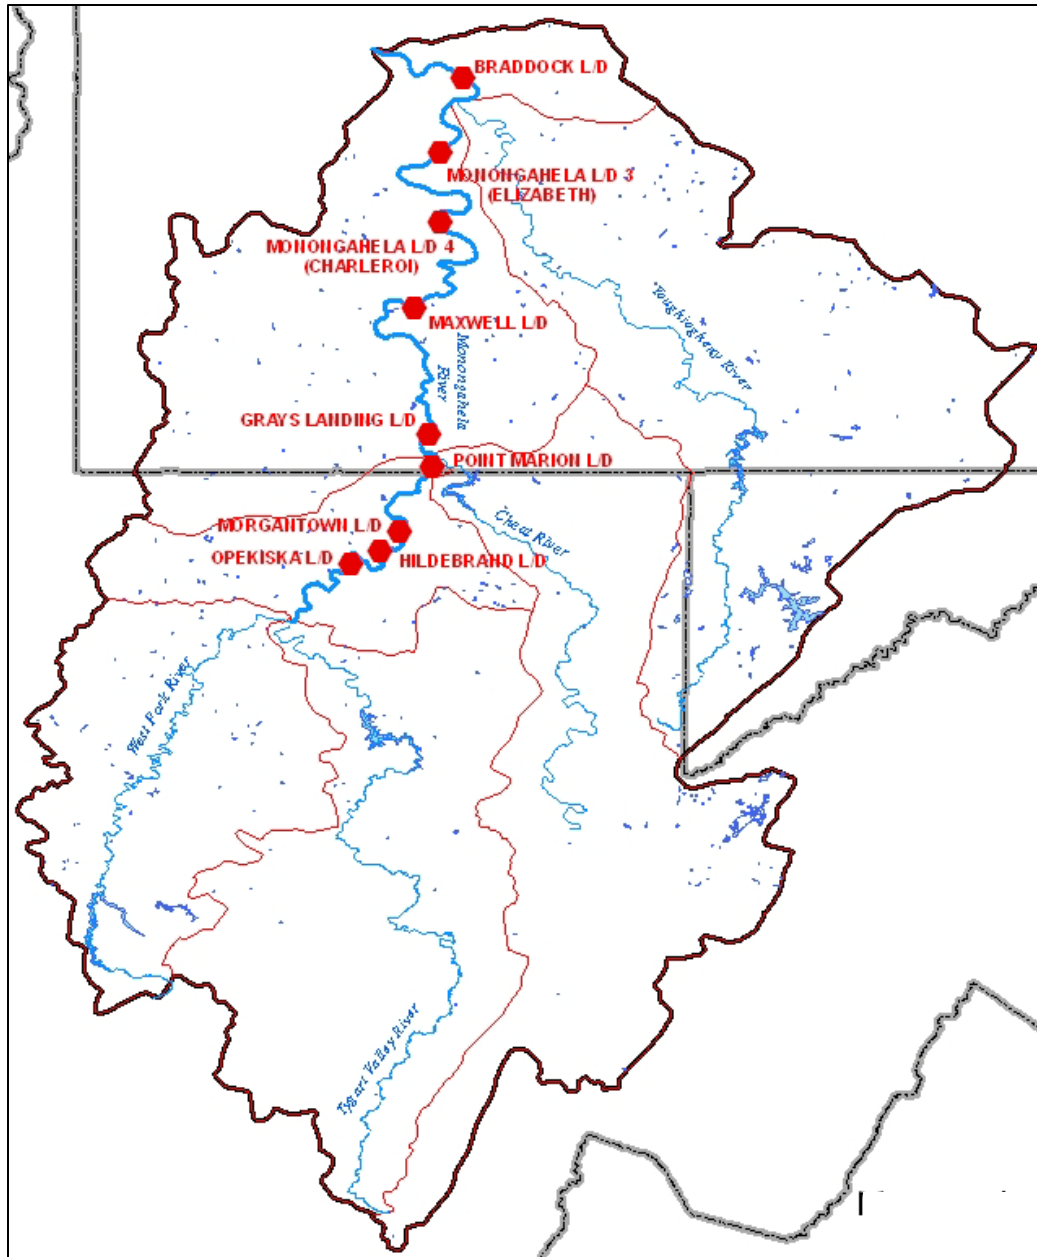 BRADDOCK L/D
MONONGAHELA L/D 3
(ELIZABETH)
MONONGAHELA L/D 4
(CHARLEROI)
MAXWELL L/D
Youghiogheny River
Monongahela
River
GRAYS LANDING L/D
POINT MARION L/D
Cheat River
MORGANTOWN L/D
OPEKISKA L/D
HILDEBRAND L/D
West Fork River
Tygart Valley River